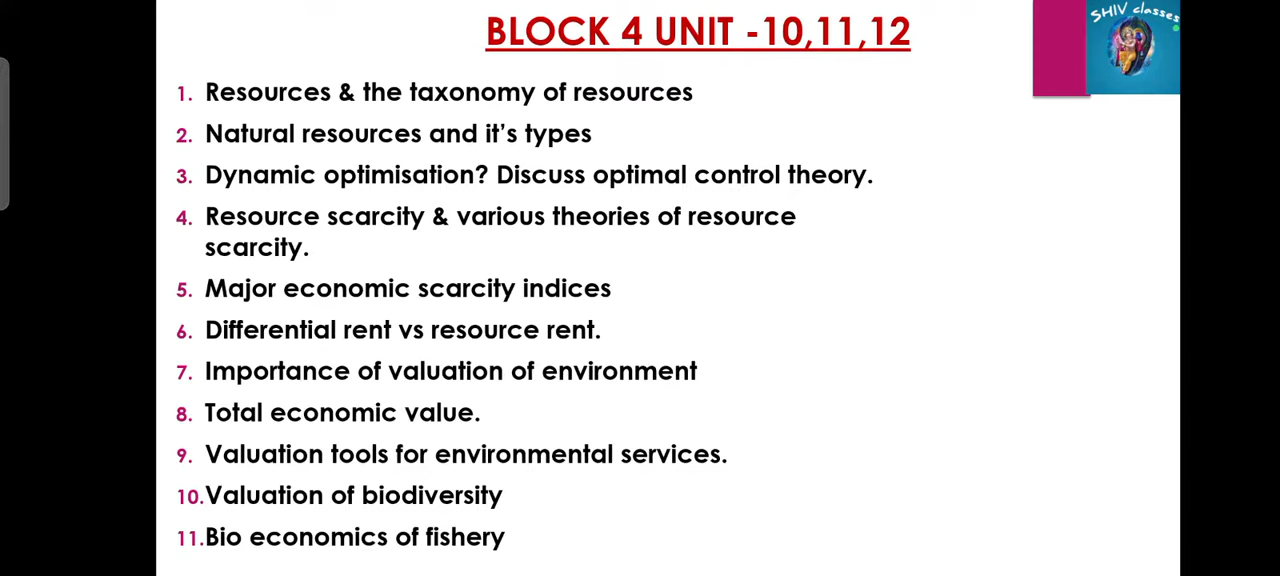 BLOCK 4 UNIT -10,11,12
SHIV classes
1. Resources & the taxonomy of resources
2. Natural resources and it's types
3. Dynamic optimisation? Discuss optimal control theory.
4. Resource scarcity & various theories of resource
scarcity.
5. Major economic scarcity indices
6. Differential rent vs resource rent.
7. Importance of valuation of environment
8. Total economic value.
9. Valuation tools for environmental services.
10.Valuation of biodiversity
11.Bio economics of fishery